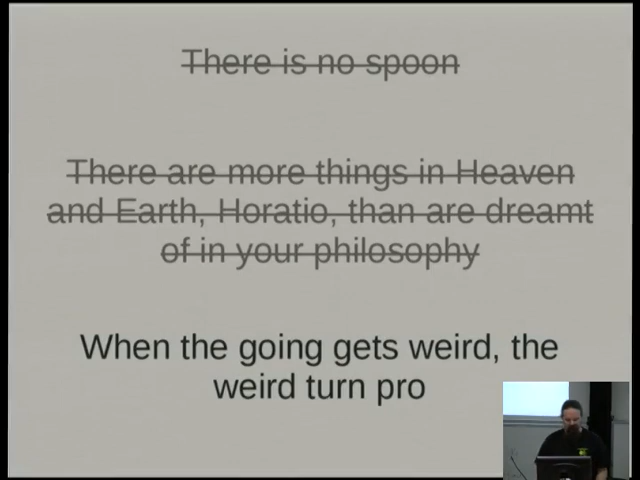 There is no spoon
There are more things in Heaven
and Earth, Horatio, than are dreamt
of in your philosophy
When the going gets weird, the
weird turn pro